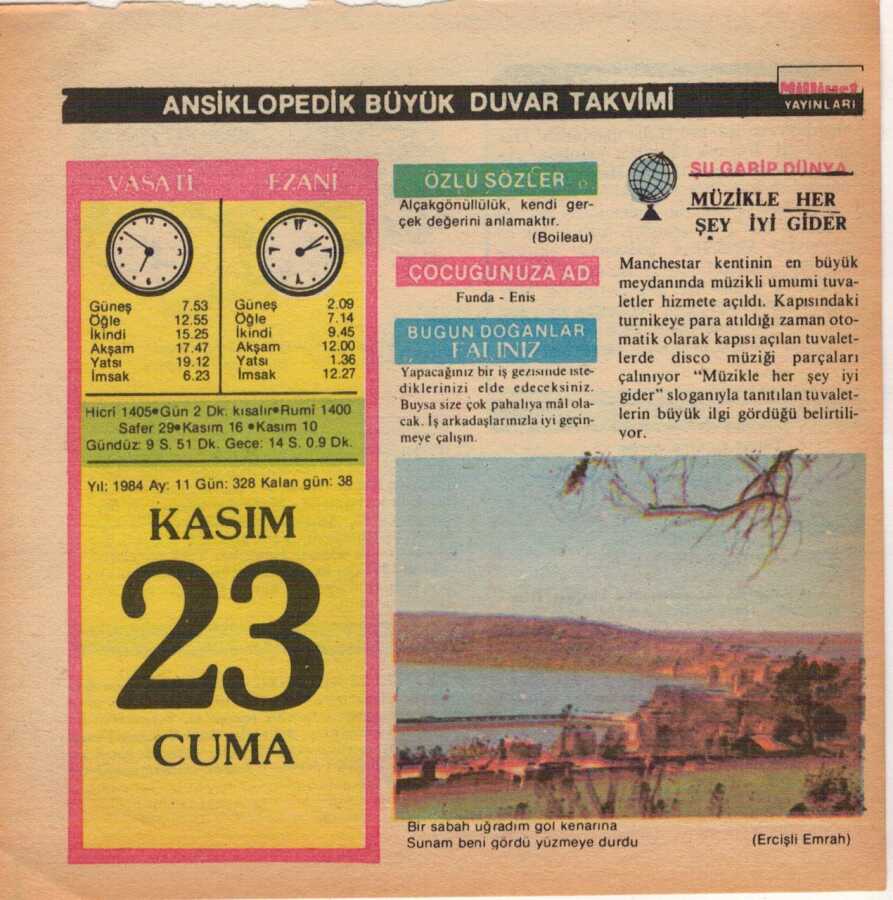 ANSİKLOPEDİK BÜYÜK DUVAR TAKVİMİ
Milliyet
YAYINLARI
VASATİ
EZANİ
12
3
6
9
Güneş 7.53
Öğle 12.55
İkindi 15.25
Akşam 17.47
Yatsı 19.12
İmsak 6.23
Güneş 2.09
Öğle 7.14
İkindi 9.45
Akşam 12.00
Yatsı 1.36
İmsak 12.27
Hicrî 1405•Gün 2 Dk. kısalır•Rumî 1400
Safer 29•Kasım 16 •Kasım 10
Gündüz: 9 S. 51 Dk. Gece: 14 S. 0.9 Dk.
Yıl: 1984 Ay: 11 Gün: 328 Kalan gün: 38
KASIM
23
CUMA
ÖZLÜ SÖZLER
Alçakgönüllülük, kendi ger-
çek değerini anlamaktır.
(Boileau)
ÇOCUĞUNUZA AD
Funda - Enis
BUGÜN DOĞANLAR
FALINIZ
Yapacağınız bir iş gezisinde iste-
diklerinizi elde edeceksiniz.
Buysa size çok pahalıya mâl ola-
cak. İş arkadaşlarınızla iyi geçin-
meye çalışın.
ŞU GARİP DÜNYA
MÜZİKLE HER
ŞEY İYİ GİDER
Manchestar kentinin en büyük
meydanında müzikli umumi tuva-
letler hizmete açıldı. Kapısındaki
turnikeye para atıldığı zaman oto-
matik olarak kapısı açılan tuvalet-
lerde disco müziği parçaları
çalınıyor “Müzikle her şey iyi
gider” sloganıyla tanıtılan tuvalet-
lerin büyük ilgi gördüğü belirtili-
yor.
Bir sabah uğradım göl kenarına
Sunam beni gördü yüzmeye durdu
(Ercişli Emrah)